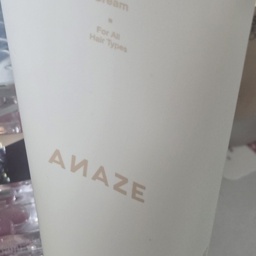 Cream
For All
Hair Types
ANAZE